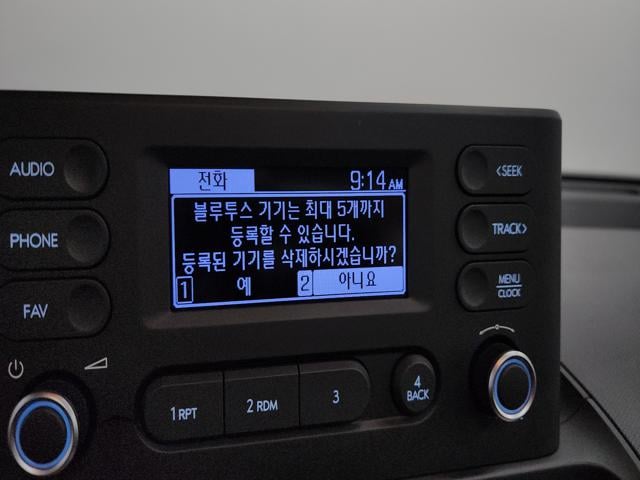 AUDIO
PHONE
FAV
전화 9:14 AM
블루투스 기기는 최대 5개까지
등록할 수 있습니다.
등록된 기기를 삭제하시겠습니까?
1 예 2 아니요
<SEEK
TRACK>
MENU
CLOCK
1 RPT
2 RDM
3
4
BACK